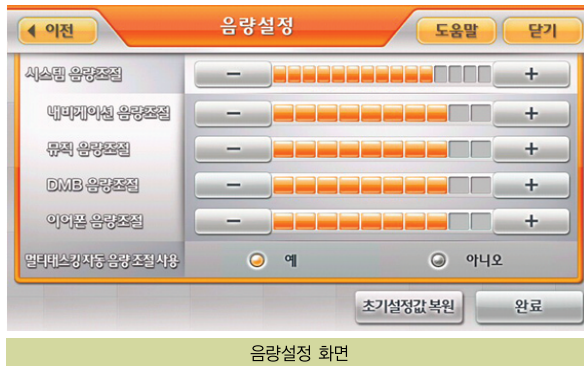 이전
음량설정
도움말
닫기
시스템 음량조절
내비게이션 음량조절
뮤직 음량조절
DMB 음량조절
이어폰 음량조절
멀티태스킹 자동 음량 조절 사용
예
아니오
초기설정값 복원
완료
음량설정 화면